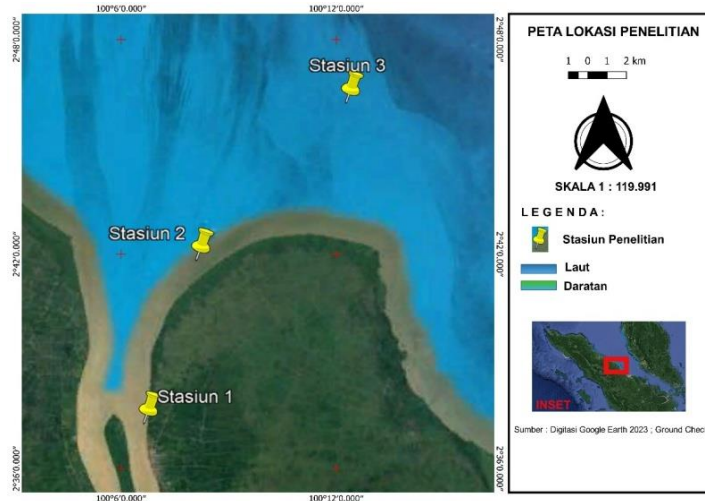 100°6'0.000" 100°12'0.000"
2°48'0.000" 2°48'0.000"
Stasiun 3
Stasiun 2
2°42'0.000" 2°42'0.000"
Stasiun 1
2°36'0.000" 2°36'0.000"
100°6'0.000" 100°12'0.000"
PETA LOKASI PENELITIAN
1 0 1 2 km
SKALA 1 : 119.991
LEGENDA :
Stasiun Penelitian
Laut
Daratan
INSET
Sumber : Digitasi Google Earth 2023 ; Ground Chec